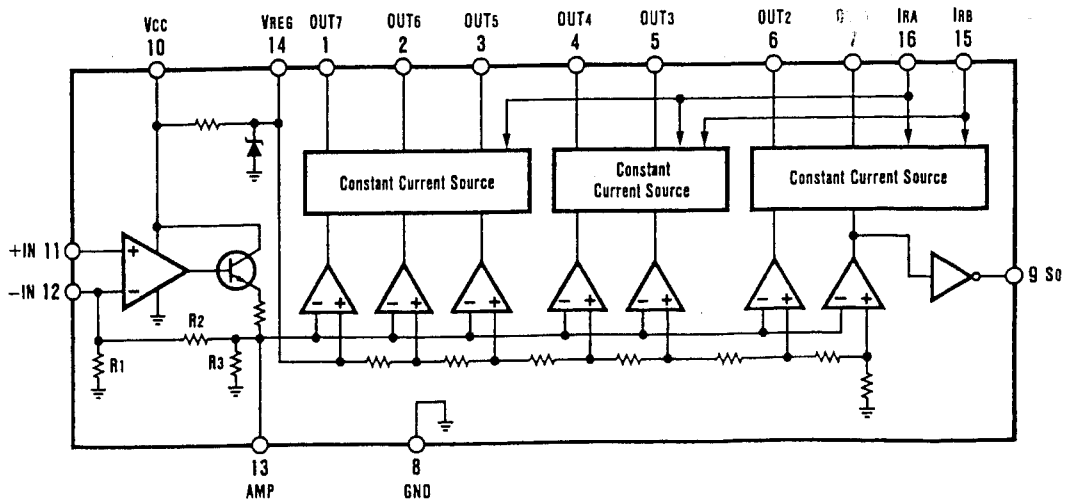 VCC VREG OUT7 OUT6 OUT5 OUT4 OUT3 OUT2 IRA IRB
10 14 1 2 3 4 5 6 7 16 15
Constant Current Source
Constant
Current Source
Constant Current Source
+IN 11
+
-IN 12
−
− +
− +
− +
− +
− +
− +
− +
9 SO
R2
R1
R3
13
AMP
8
GND